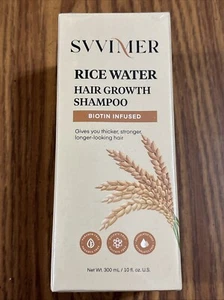 SVVIMER
RICE WATER
HAIR GROWTH
SHAMPOO
BIOTIN INFUSED
Gives you thicker, stronger,
longer-looking hair
Net Wt. 300 mL / 10 fl. oz. U.S.